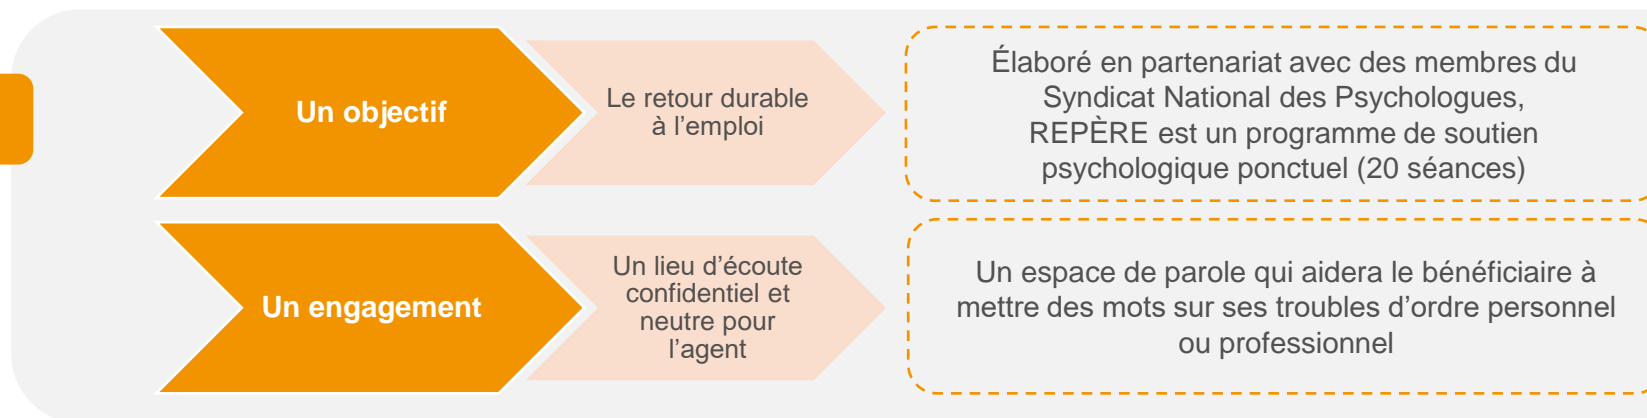 Un objectif
Le retour durable
à l’emploi
Élaboré en partenariat avec des membres du
Syndicat National des Psychologues,
REPÈRE est un programme de soutien
psychologique ponctuel (20 séances)
Un engagement
Un lieu d’écoute
confidentiel et
neutre pour
l’agent
Un espace de parole qui aidera le bénéficiaire à
mettre des mots sur ses troubles d’ordre personnel
ou professionnel